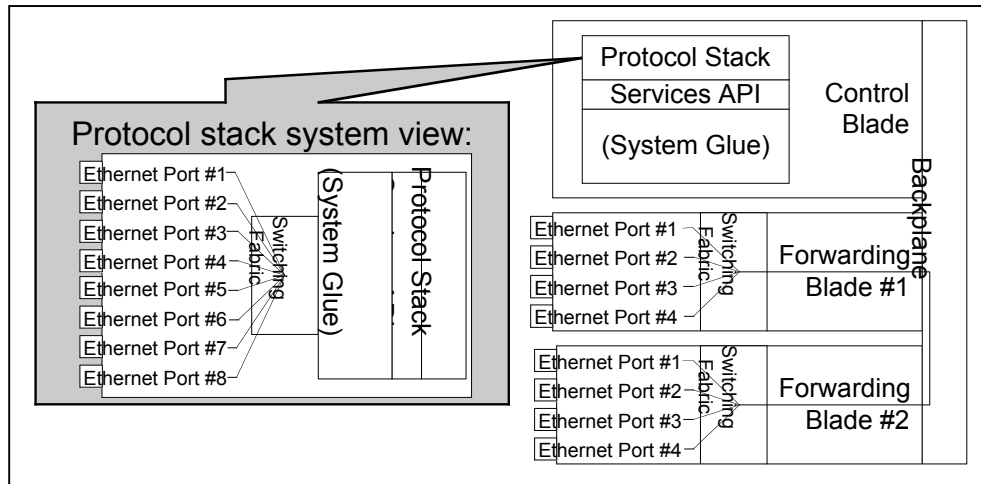 Protocol stack system view:
Ethernet Port #1
Ethernet Port #2
Ethernet Port #3
Ethernet Port #4
Ethernet Port #5
Ethernet Port #6
Ethernet Port #7
Ethernet Port #8
Switching
Fabric
(System Glue)
Protocol Stack
Protocol Stack
Services API
(System Glue)
Control
Blade
Backplane
Ethernet Port #1
Ethernet Port #2
Ethernet Port #3
Ethernet Port #4
Switching
Fabric
Forwarding
Blade #1
Ethernet Port #1
Ethernet Port #2
Ethernet Port #3
Ethernet Port #4
Switching
Fabric
Forwarding
Blade #2